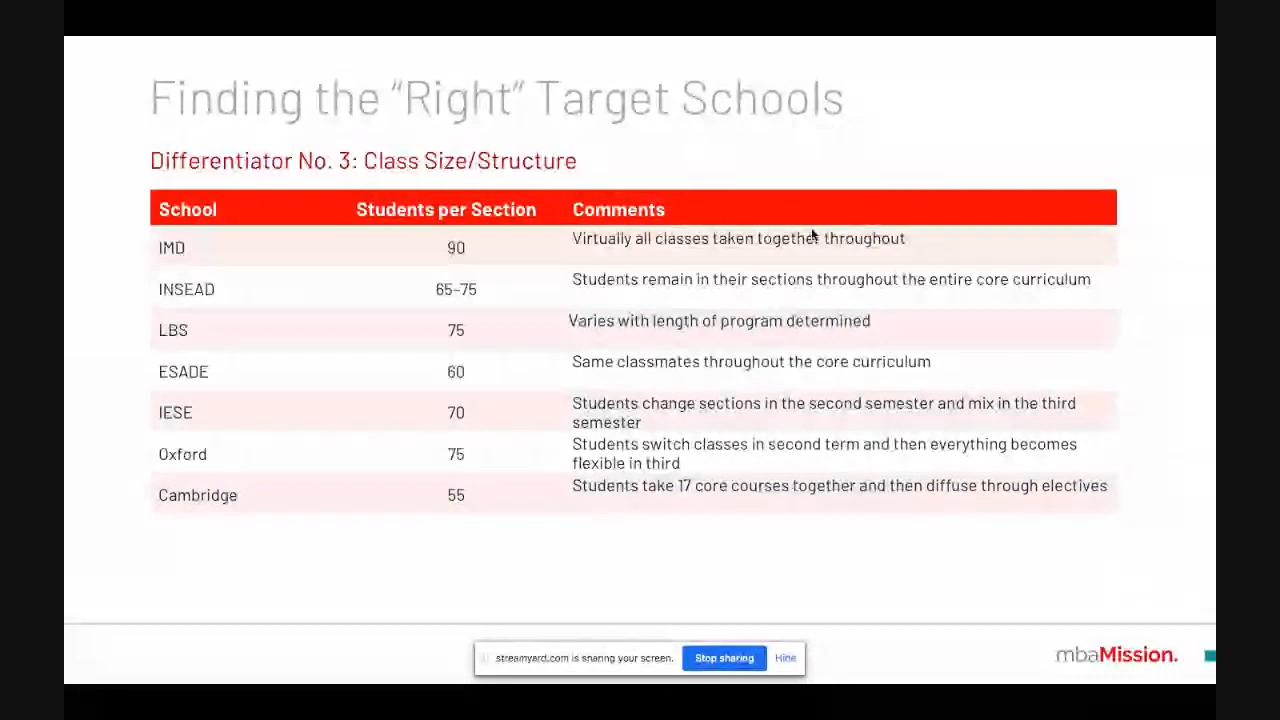 Finding the “Right” Target Schools
Differentiator No. 3: Class Size/Structure
School Students per Section Comments
IMD 90 Virtually all classes taken together throughout
INSEAD 65-75 Students remain in their sections throughout the entire core curriculum
LBS 75 Varies with length of program determined
ESADE 60 Same classmates throughout the core curriculum
IESE 70 Students change sections in the second semester and mix in the third
semester
Oxford 75 Students switch classes in second term and then everything becomes
flexible in third
Cambridge 55 Students take 17 core courses together and then diffuse through electives
streamyard.com is sharing your screen. Stop sharing Hide
mbaMission.